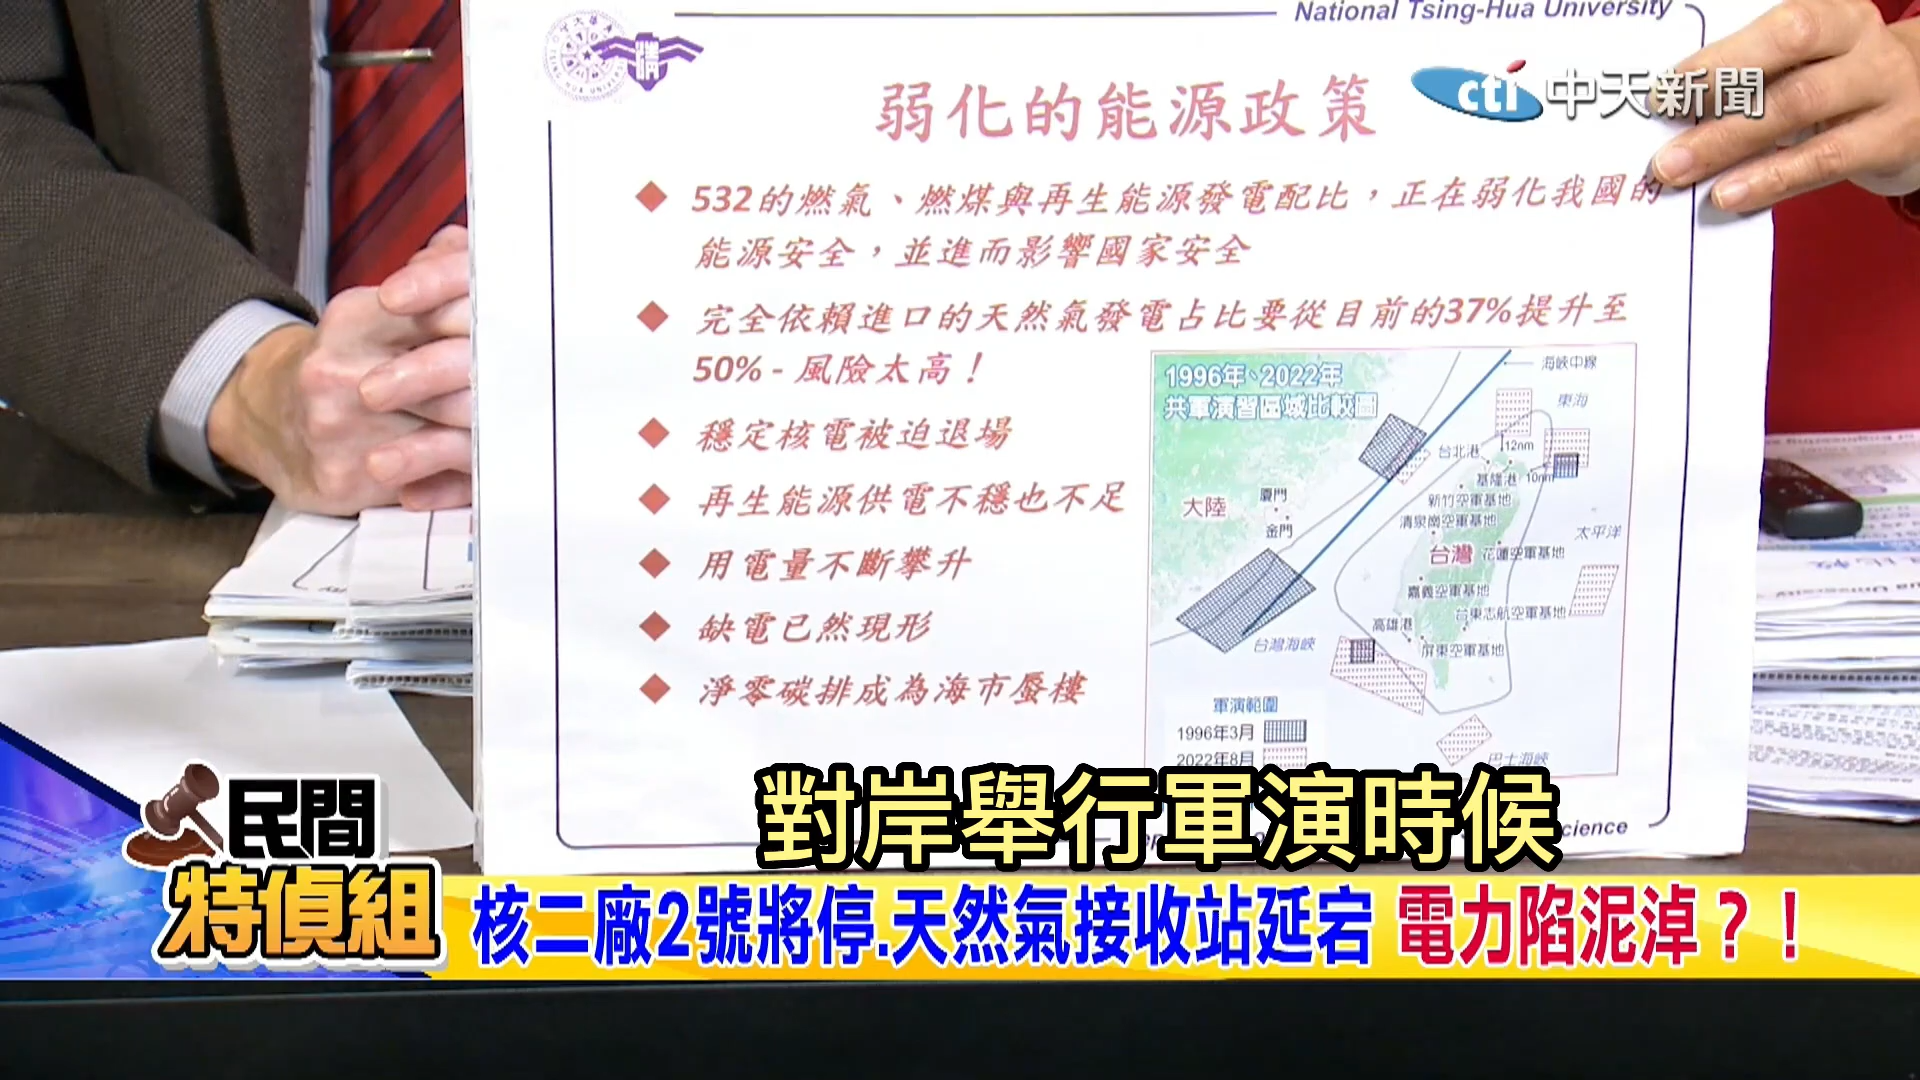 National Tsing-Hua University
弱化的能源政策
cti 中天新聞
532的燃氣、燃煤與再生能源發電配比，正在弱化我國的
能源安全，並進而影響國家安全
完全依賴進口的天然氣發電占比要從目前的37%提升至
50% - 風險太高！
穩定核電被迫退場
再生能源供電不穩也不足
用電量不斷攀升
缺電已然現形
淨零碳排成為海市蜃樓
1996年、2022年
共軍演習區域比較圖
海峽中線
東海
12nm
台北港
基隆港
10nm
新竹空軍基地
清泉崗空軍基地
大陸
廈門
金門
太平洋
台灣
花蓮空軍基地
嘉義空軍基地
台東志航空軍基地
高雄港
屏東空軍基地
台灣海峽
軍演範圍
1996年3月
2022年8月
巴士海峽
對岸舉行軍演時候
cience
民間
特偵組
核二廠2號將停.天然氣接收站延宕 電力陷泥淖？！